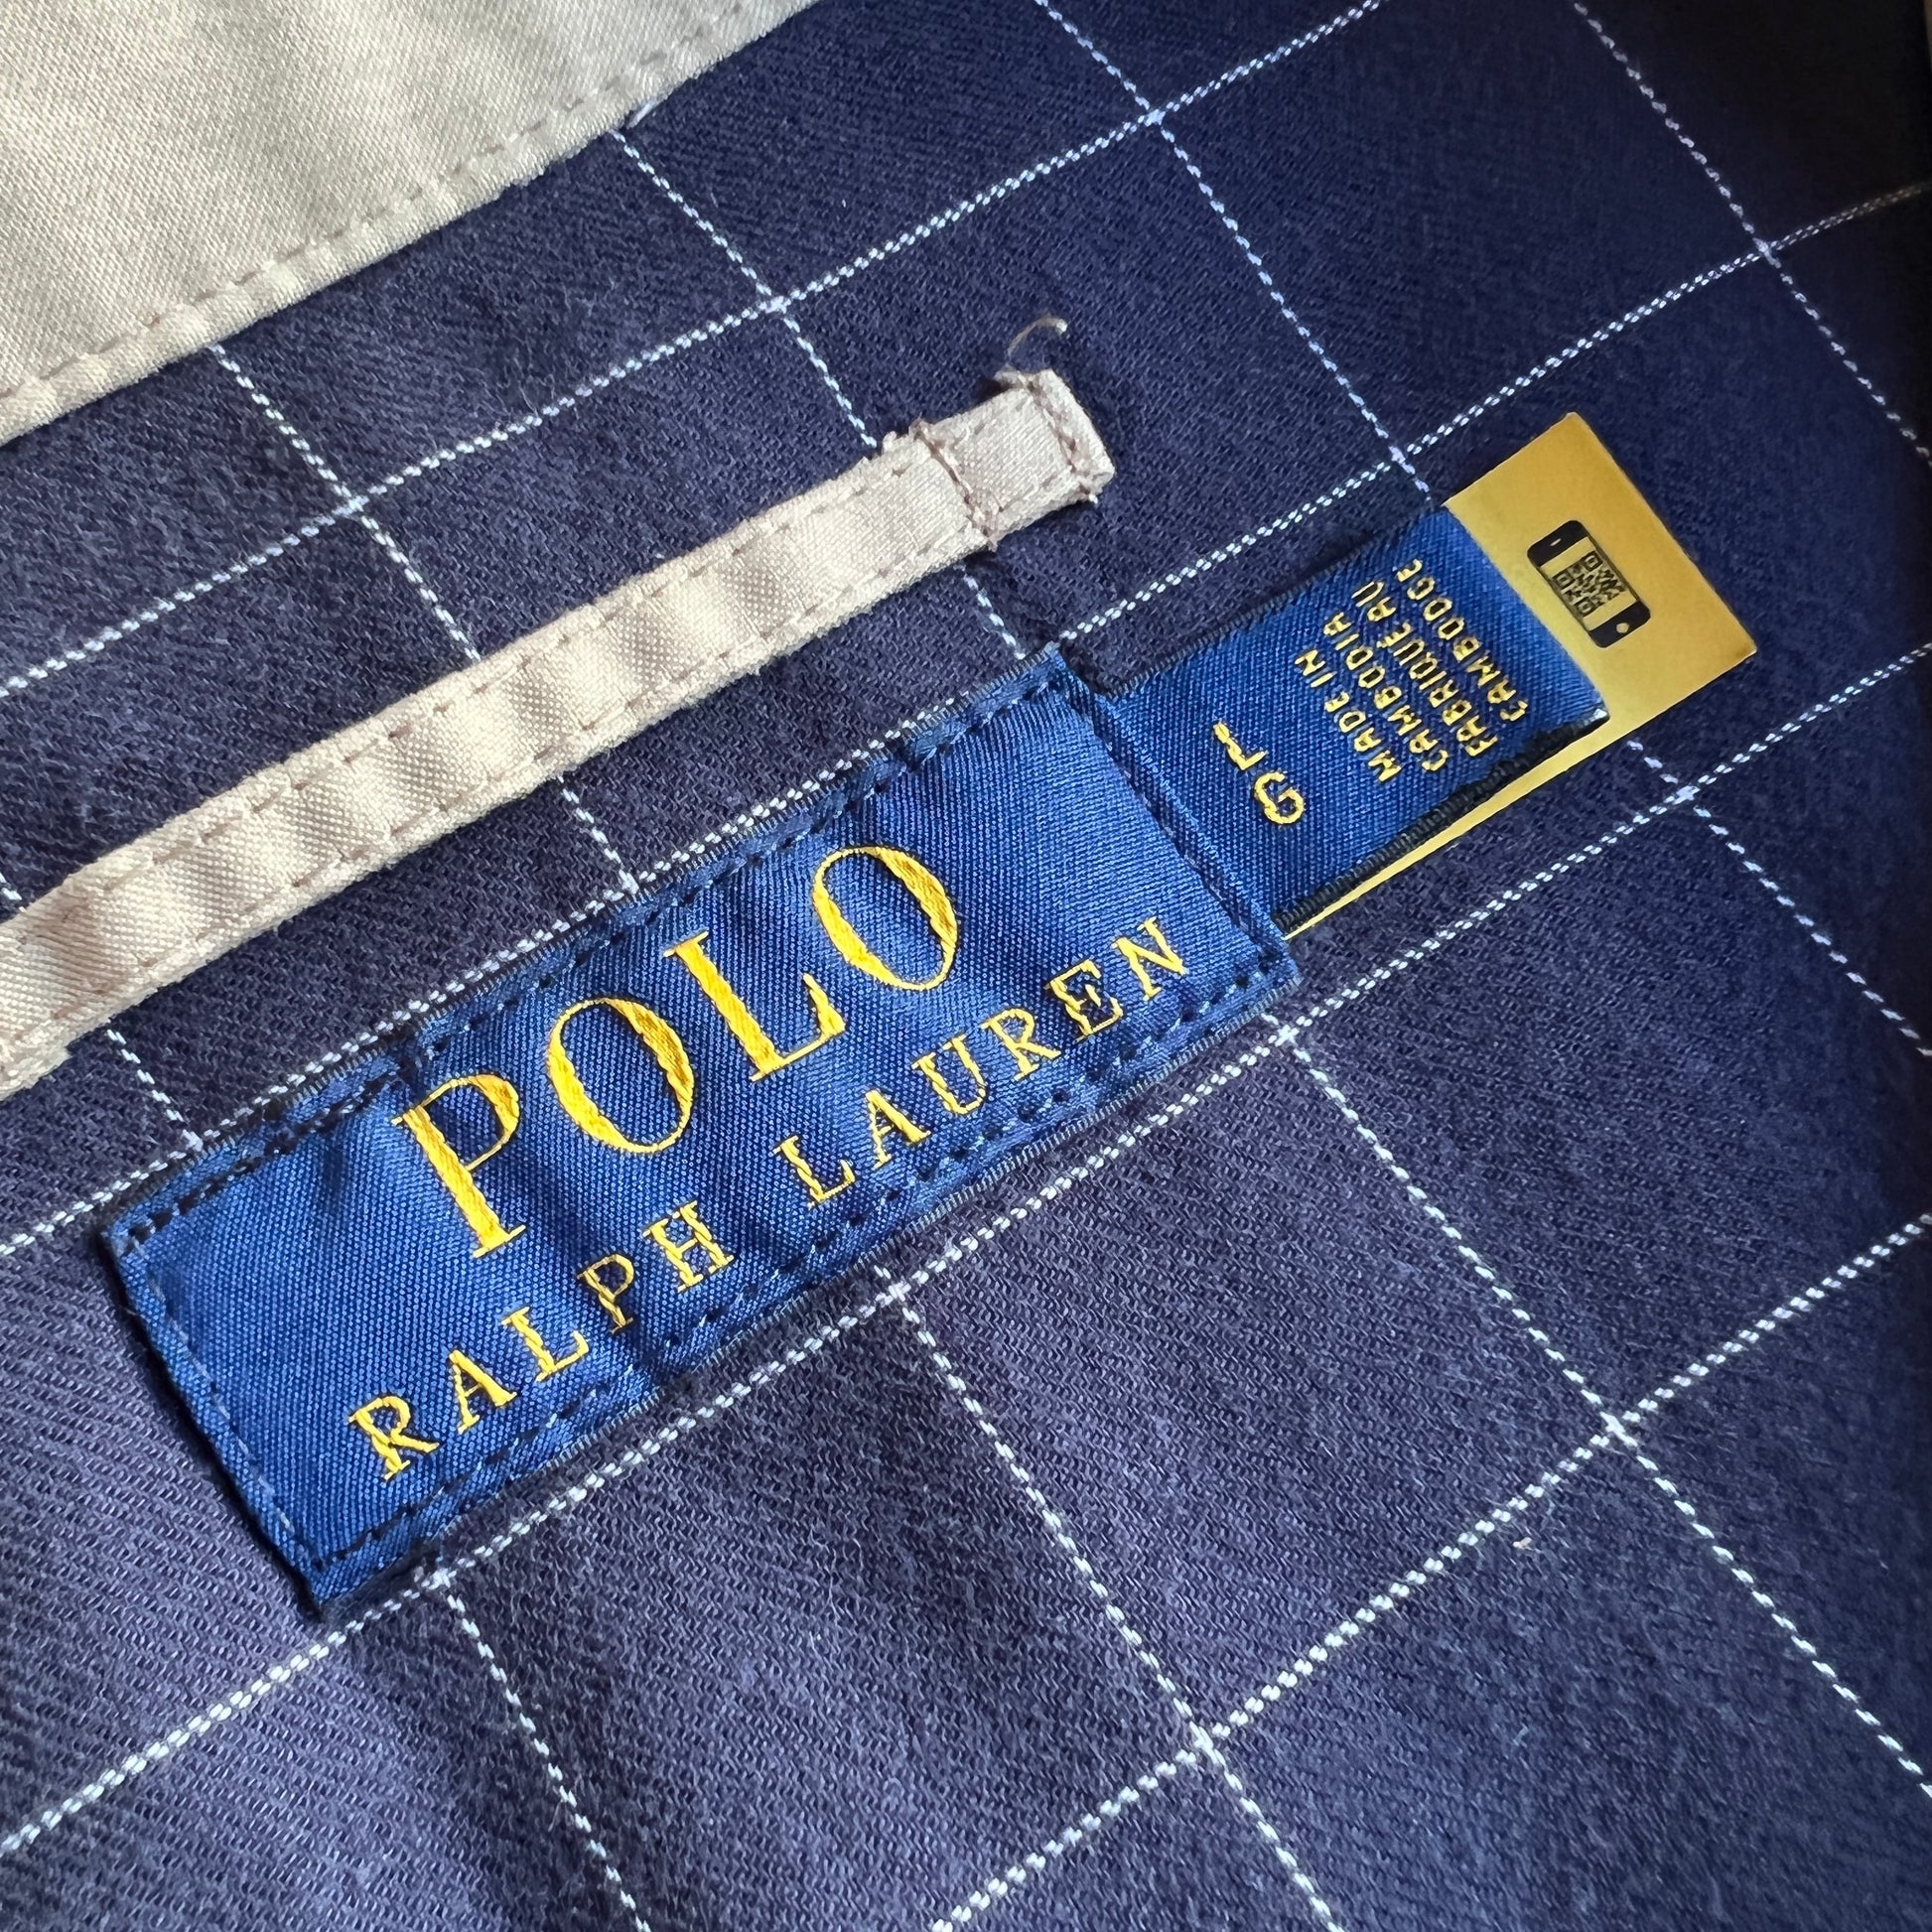 POLO
RALPH LAUREN
MADE IN
CAMBODIA
FABRIQUÉ AU
CAMBODGE